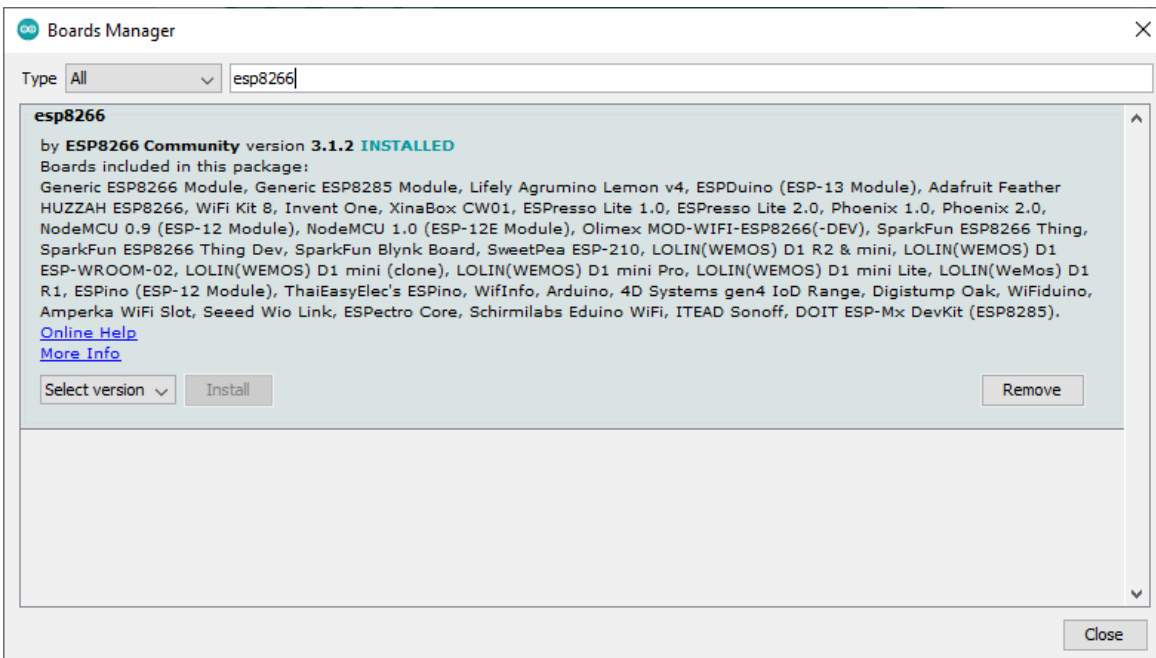 Boards Manager
Type All esp8266
esp8266
by ESP8266 Community version 3.1.2 INSTALLED
Boards included in this package:
Generic ESP8266 Module, Generic ESP8285 Module, Lifely Agrumino Lemon v4, ESPDuino (ESP-13 Module), Adafruit Feather
HUZZAH ESP8266, WiFi Kit 8, Invent One, XinaBox CW01, ESPresso Lite 1.0, ESPresso Lite 2.0, Phoenix 1.0, Phoenix 2.0,
NodeMCU 0.9 (ESP-12 Module), NodeMCU 1.0 (ESP-12E Module), Olimex MOD-WIFI-ESP8266(-DEV), SparkFun ESP8266 Thing,
SparkFun ESP8266 Thing Dev, SparkFun Blynk Board, SweetPea ESP-210, LOLIN(WEMOS) D1 R2 & mini, LOLIN(WEMOS) D1
ESP-WROOM-02, LOLIN(WEMOS) D1 mini (clone), LOLIN(WEMOS) D1 mini Pro, LOLIN(WEMOS) D1 mini Lite, LOLIN(WeMos) D1
R1, ESPino (ESP-12 Module), ThaiEasyElec's ESPino, WifInfo, Arduino, 4D Systems gen4 IoD Range, Digistump Oak, WiFiduino,
Amperka WiFi Slot, Seeed Wio Link, ESPectro Core, Schirmilabs Eduino WiFi, ITEAD Sonoff, DOIT ESP-Mx DevKit (ESP8285).
Online Help
More Info
Select version Install Remove
Close